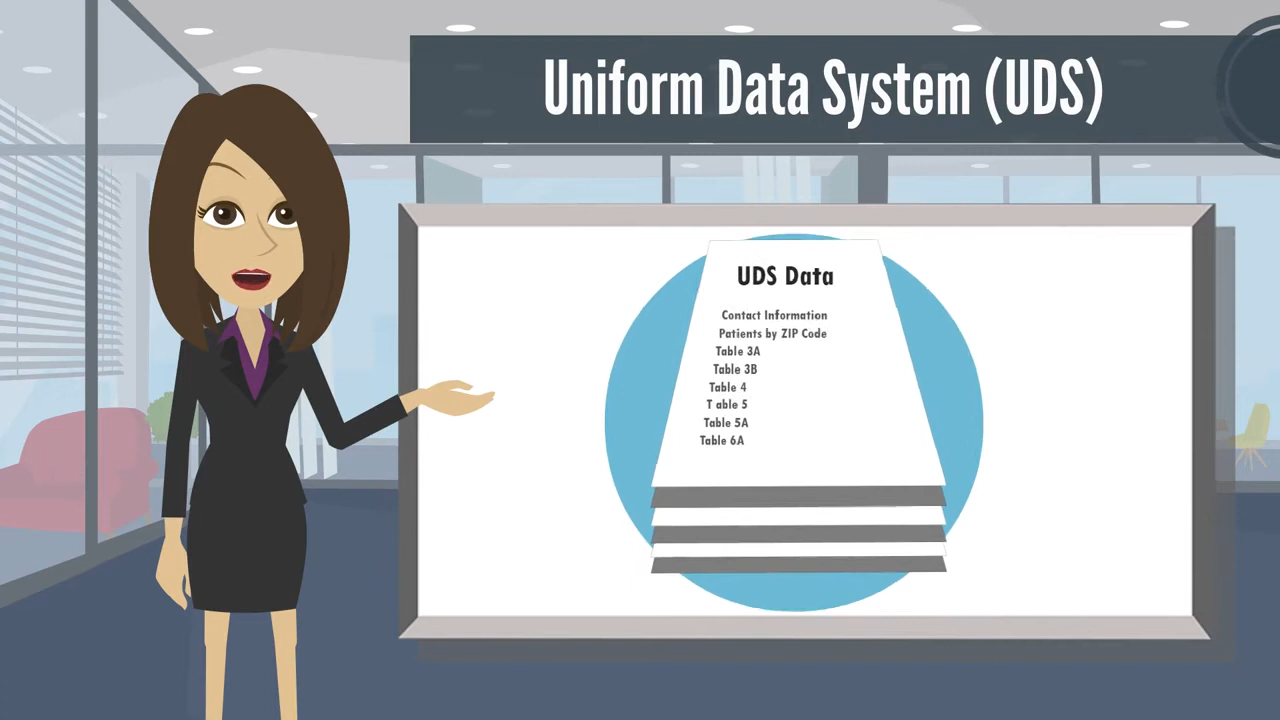 Uniform Data System (UDS)
UDS Data
Contact Information
Patients by ZIP Code
Table 3A
Table 3B
Table 4
T able 5
Table 5A
Table 6A